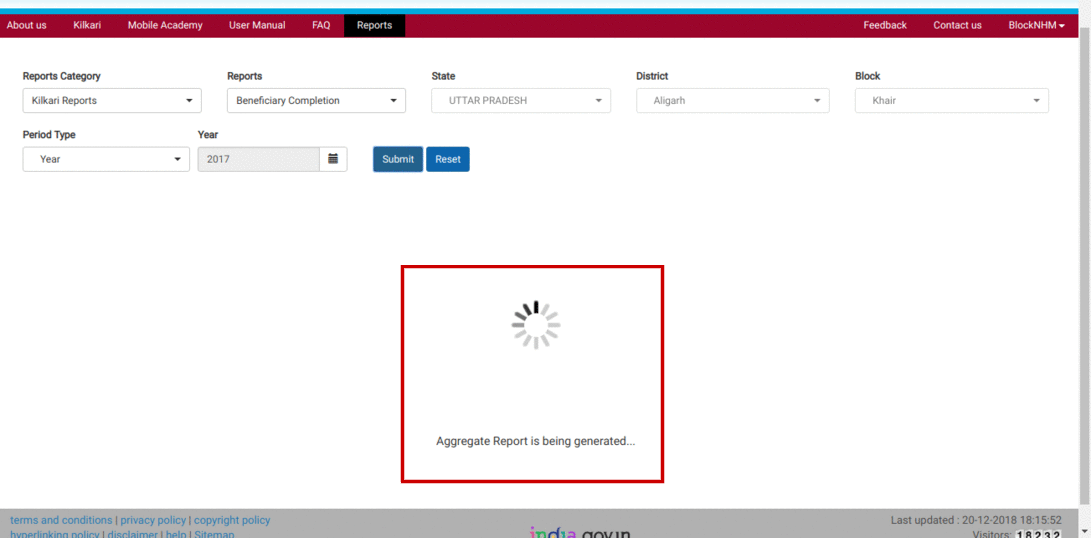 About us Kilkari Mobile Academy User Manual FAQ Reports Feedback Contact us BlockNHM
Reports Category Reports State District Block
Kilkari Reports Beneficiary Completion UTTAR PRADESH Aligarh Khair
Period Type Year
Year 2017 Submit Reset
Aggregate Report is being generated...
terms and conditions | privacy policy | copyright policy Last updated : 20-12-2018 18:15:52
hyperlinking policy | disclaimer | help | Sitemap india.gov.in Visitors: 18232